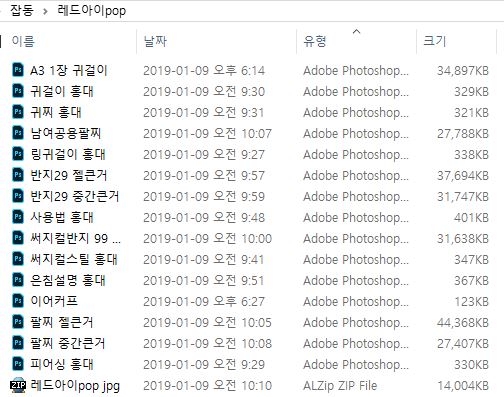 잡동 > 레드아이pop
이름 날짜 유형 크기
A3 1장 귀걸이 2019-01-09 오후 6:14 Adobe Photoshop... 34,897KB
귀걸이 홍대 2019-01-09 오전 9:30 Adobe Photoshop... 329KB
귀찌 홍대 2019-01-09 오전 9:31 Adobe Photoshop... 321KB
남여공용팔찌 2019-01-09 오전 10:07 Adobe Photoshop... 27,788KB
링귀걸이 홍대 2019-01-09 오전 9:27 Adobe Photoshop... 338KB
반지29 젤큰거 2019-01-09 오전 9:57 Adobe Photoshop... 37,694KB
반지29 중간큰거 2019-01-09 오전 9:59 Adobe Photoshop... 31,747KB
사용법 홍대 2019-01-09 오전 9:48 Adobe Photoshop... 401KB
써지컬반지 99 ... 2019-01-09 오전 10:00 Adobe Photoshop... 31,638KB
써지컬스틸 홍대 2019-01-09 오전 9:41 Adobe Photoshop... 347KB
은침설명 홍대 2019-01-09 오전 9:51 Adobe Photoshop... 367KB
이어커프 2019-01-09 오후 6:27 Adobe Photoshop... 123KB
팔찌 젤큰거 2019-01-09 오전 10:05 Adobe Photoshop... 44,368KB
팔찌 중간큰거 2019-01-09 오전 10:08 Adobe Photoshop... 27,407KB
피어싱 홍대 2019-01-09 오전 9:29 Adobe Photoshop... 330KB
레드아이pop jpg 2019-01-09 오전 10:10 ALZip ZIP File 14,004KB